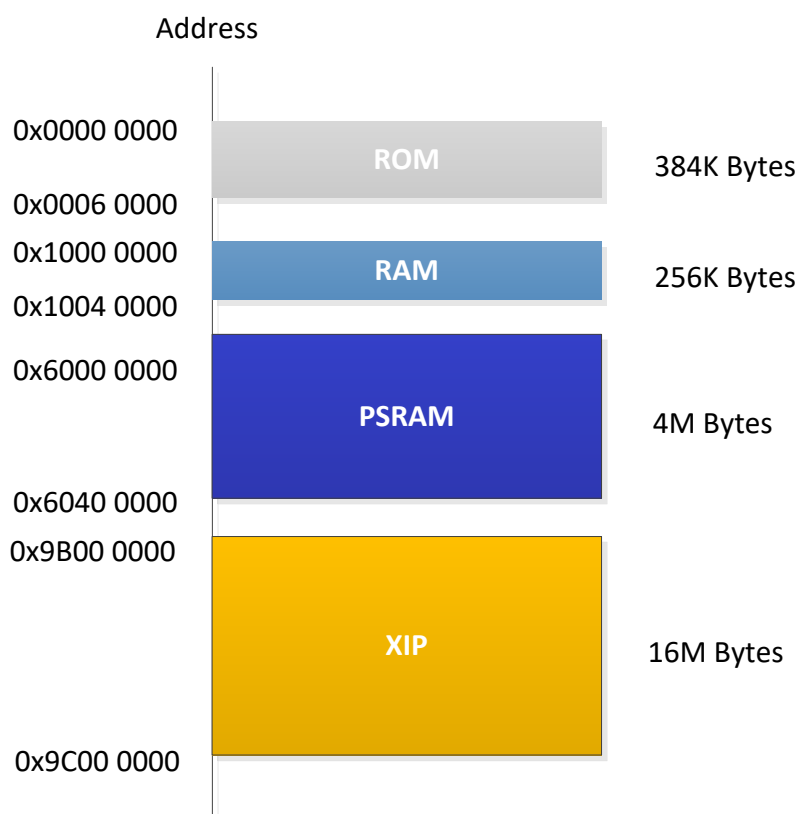 Address
0x0000 0000
ROM
384K Bytes
0x0006 0000
0x1000 0000
RAM
256K Bytes
0x1004 0000
0x6000 0000
PSRAM
4M Bytes
0x6040 0000
0x9B00 0000
XIP
16M Bytes
0x9C00 0000